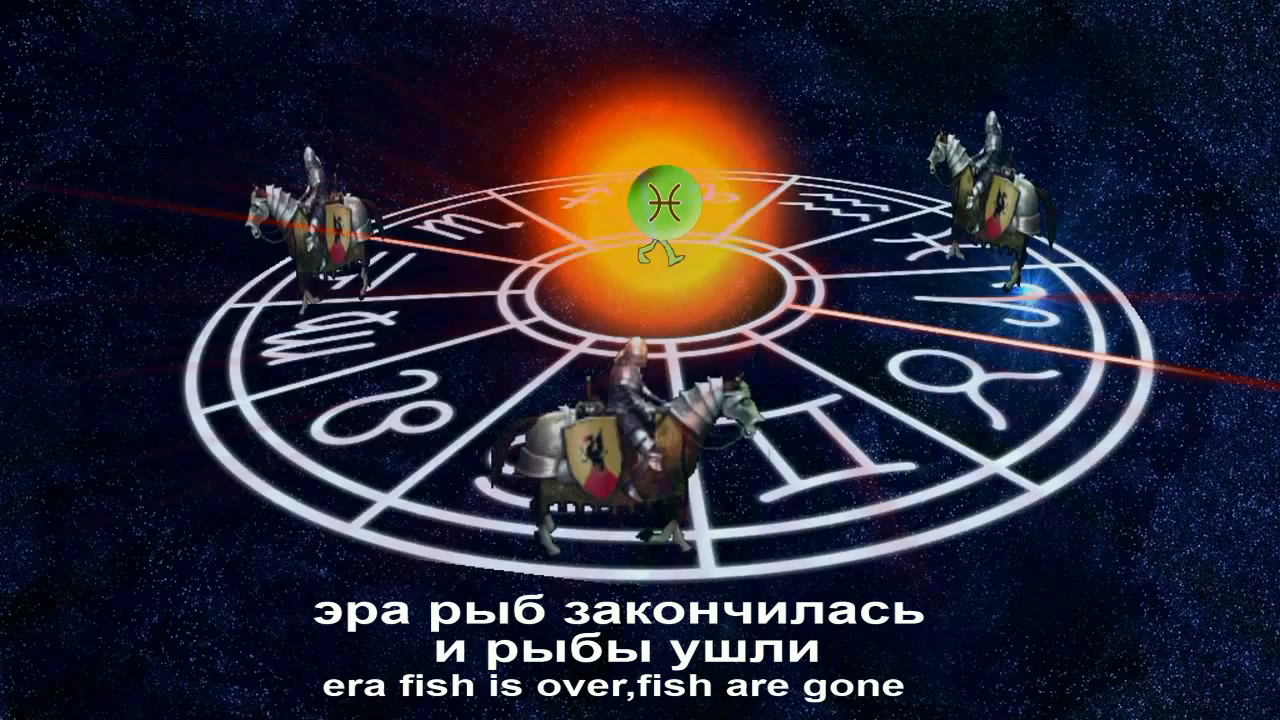 эра рыб закончилась
и рыбы ушли
era fish is over,fish are gone